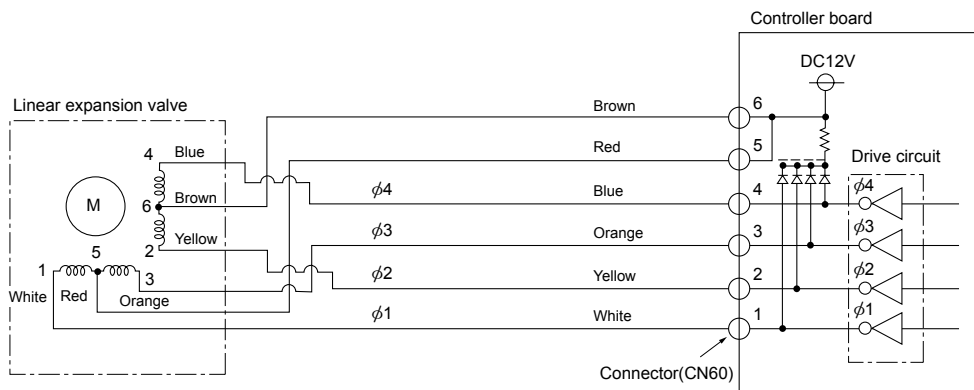 Controller board
DC12V
Linear expansion valve
Brown
6
Red
5
Drive circuit
4
Blue
ϕ4
Blue
4
ϕ4
M
6
Brown
ϕ3
Orange
3
ϕ3
2
Yellow
5
ϕ2
Yellow
2
ϕ2
1
3
White
Red
Orange
ϕ1
White
1
ϕ1
Connector(CN60)